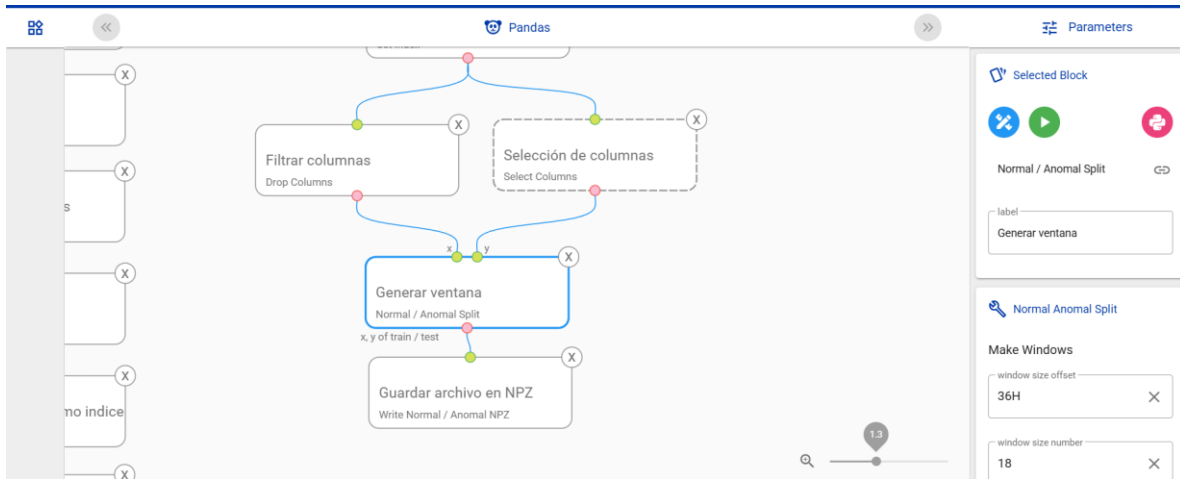 Pandas
Parameters
Selected Block
X
X
X
Filtrar columnas
Drop Columns
Selección de columnas
Select Columns
X
Normal / Anomal Split
s
label
Generar ventana
x
y
X
X
Generar ventana
Normal / Anomal Split
Normal Anomal Split
x, y of train / test
Make Windows
X
X
window size offset
36H
Guardar archivo en NPZ
Write Normal / Anomal NPZ
mo indice
1.3
window size number
18
X